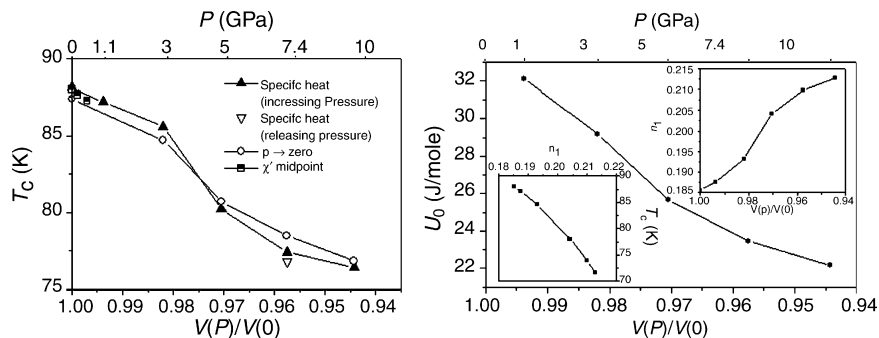 P (GPa)
0 1.1 3 5 7.4 10
90
85
80
75
T_C (K)
Specifc heat
(increasing Pressure)
Specifc heat
(releasing pressure)
p → zero
χ′ midpoint
1.00 0.99 0.98 0.97 0.96 0.95 0.94
V(P)/V(0)
P (GPa)
0 1 3 5 7.4 10
32
30
28
26
24
22
U_0 (J/mole)
0.215
0.210
0.205
0.200
0.195
0.190
0.185
n_1
1.00 0.98 0.96 0.94
V(p)/V(0)
n_1
0.18 0.19 0.20 0.21
90
85
80
75
70
T_c (K)
1.00 0.99 0.98 0.97 0.96 0.95 0.94
V(P)/V(0)